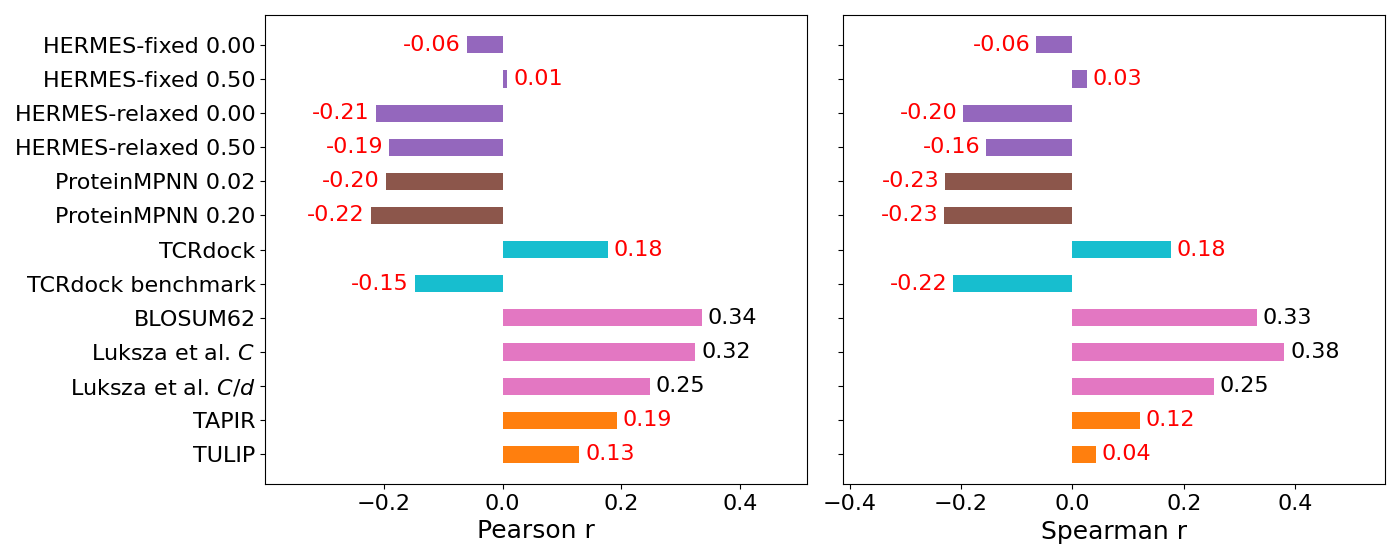 HERMES-fixed 0.00 -0.06 -0.06
HERMES-fixed 0.50 0.01 0.03
HERMES-relaxed 0.00 -0.21 -0.20
HERMES-relaxed 0.50 -0.19 -0.16
ProteinMPNN 0.02 -0.20 -0.23
ProteinMPNN 0.20 -0.22 -0.23
TCRdock 0.18 0.18
TCRdock benchmark -0.15 -0.22
BLOSUM62 0.34 0.33
Luksza et al. C 0.32 0.38
Luksza et al. C/d 0.25 0.25
TAPIR 0.19 0.12
TULIP 0.13 0.04
−0.2 0.0 0.2 0.4 −0.4 −0.2 0.0 0.2 0.4
Pearson r Spearman r